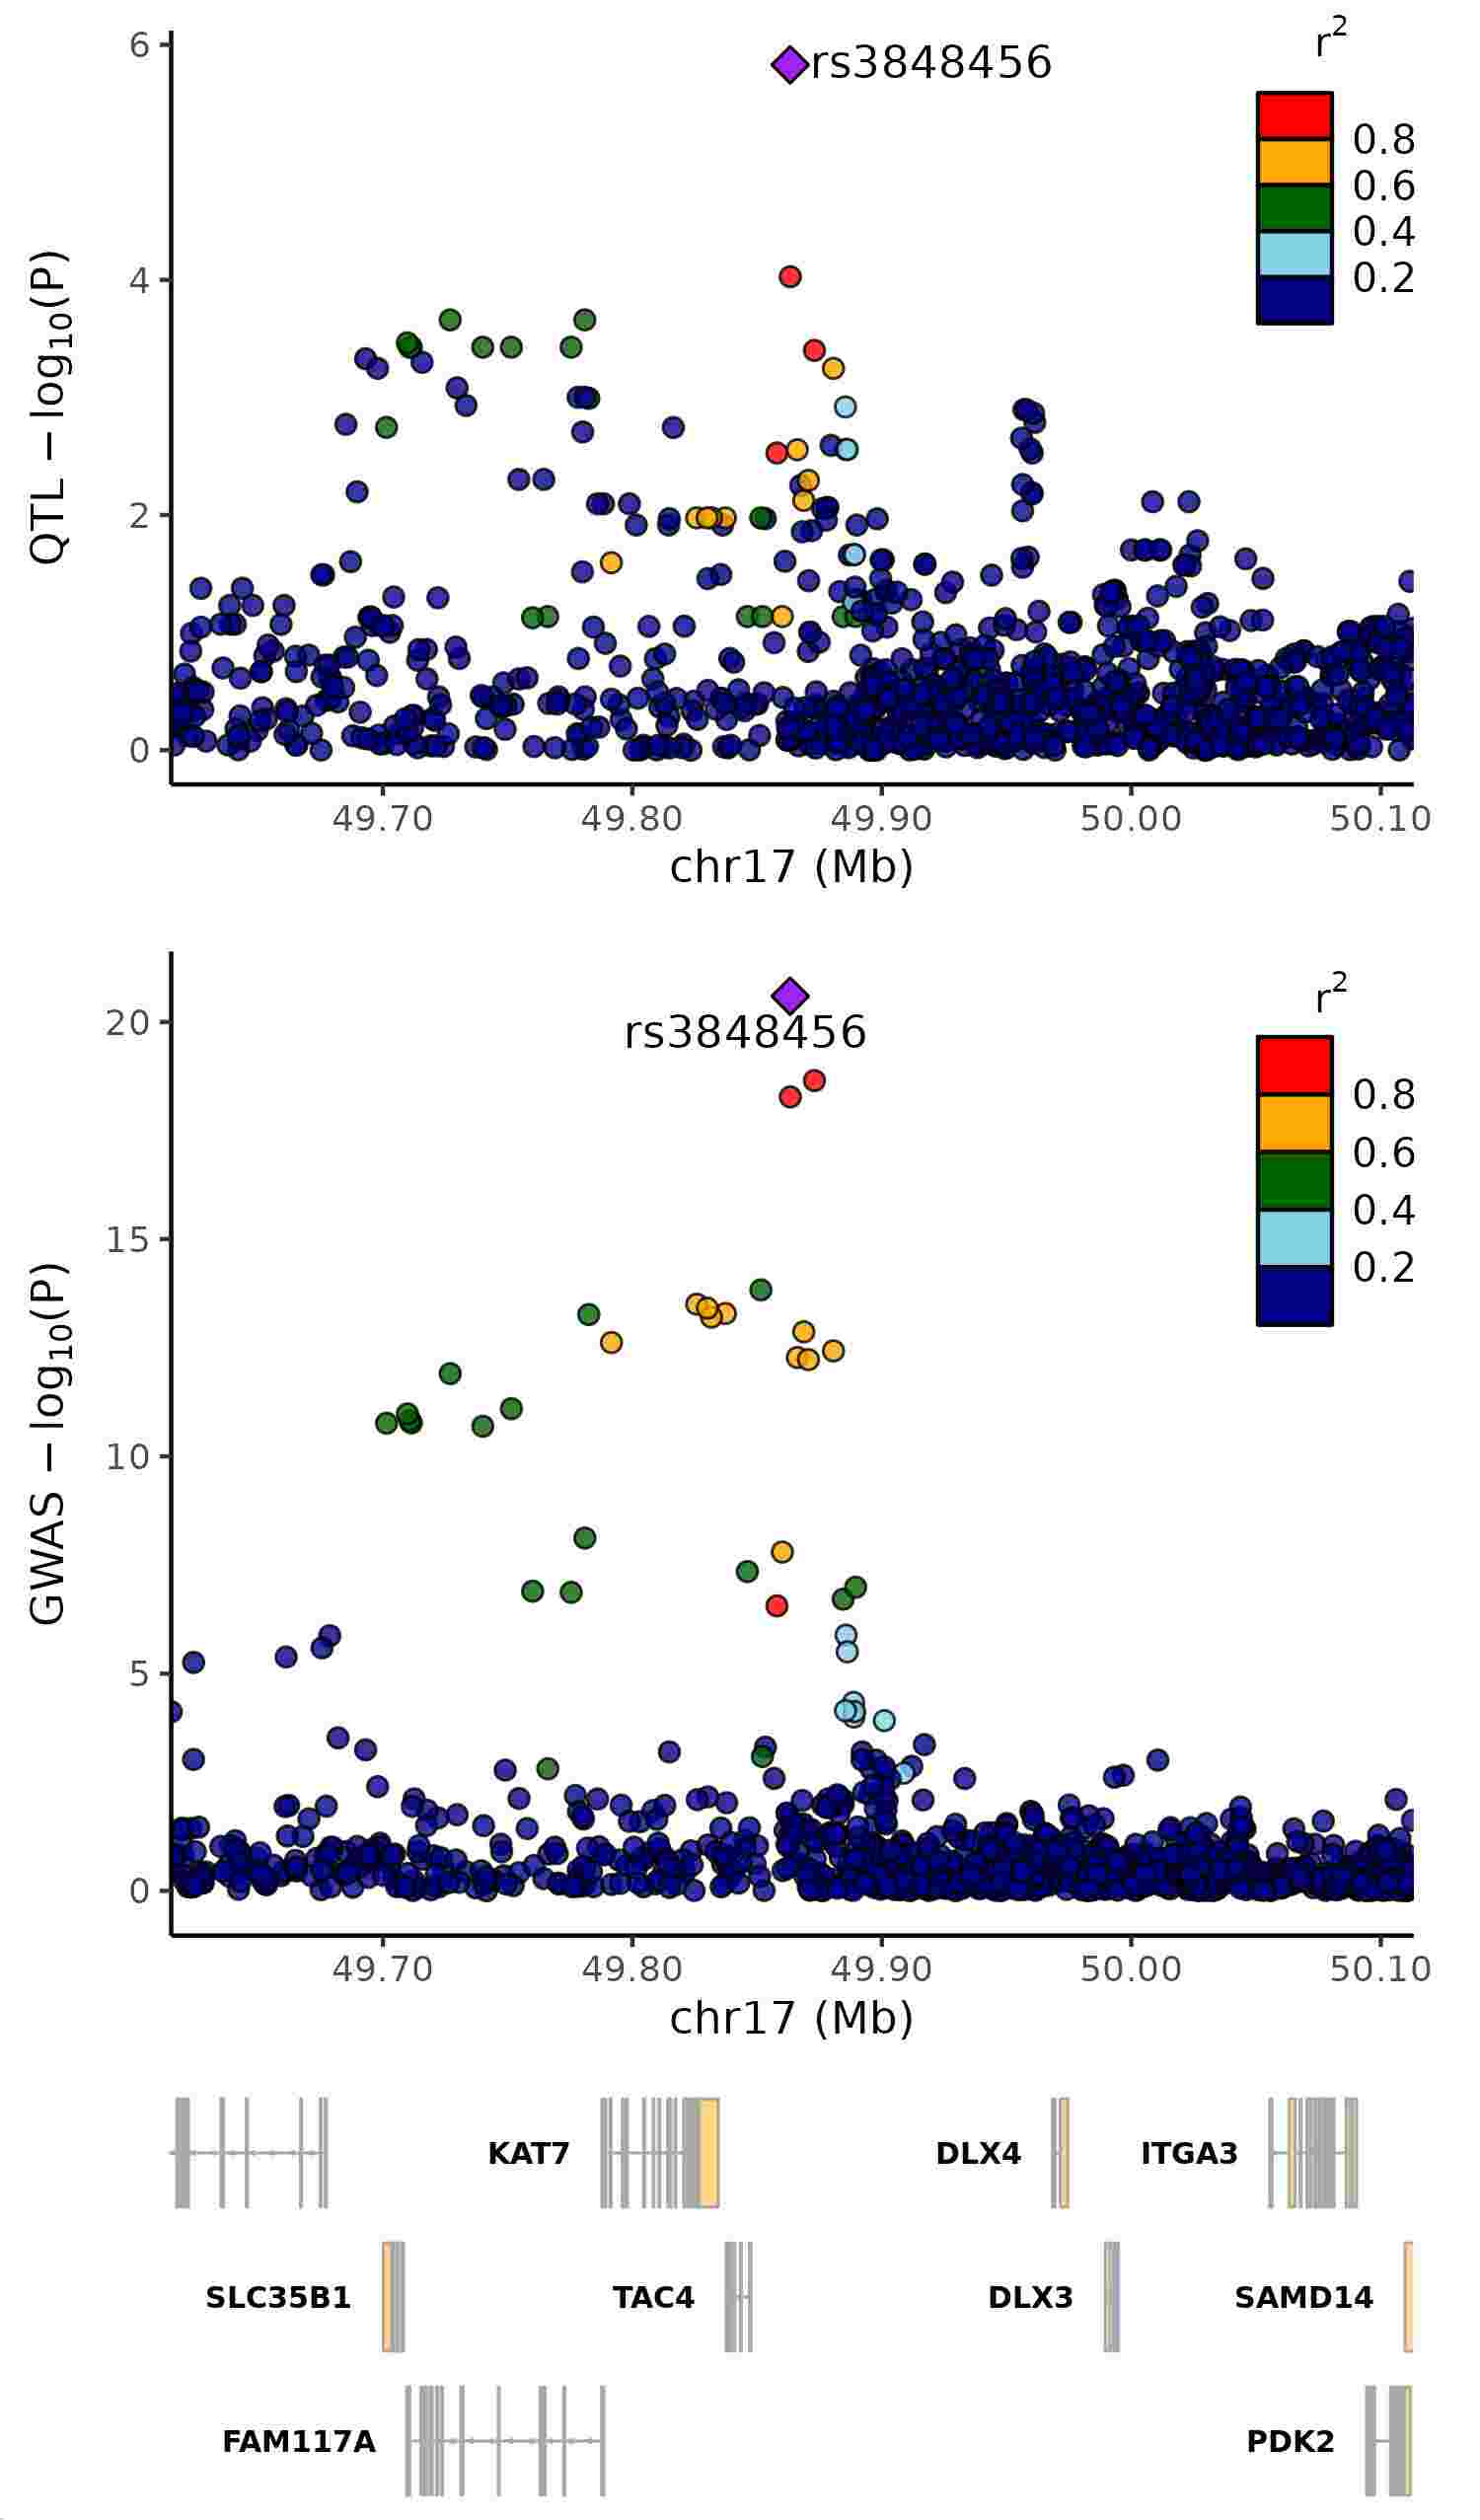 r²
rs3848456
6
4
2
0
0.8
0.6
0.4
0.2
QTL −log₁₀(P)
49.70 49.80 49.90 50.00 50.10
chr17 (Mb)
r²
rs3848456
20
15
10
5
0
0.8
0.6
0.4
0.2
GWAS −log₁₀(P)
49.70 49.80 49.90 50.00 50.10
chr17 (Mb)
KAT7 DLX4 ITGA3
SLC35B1 TAC4 DLX3 SAMD14
FAM117A PDK2